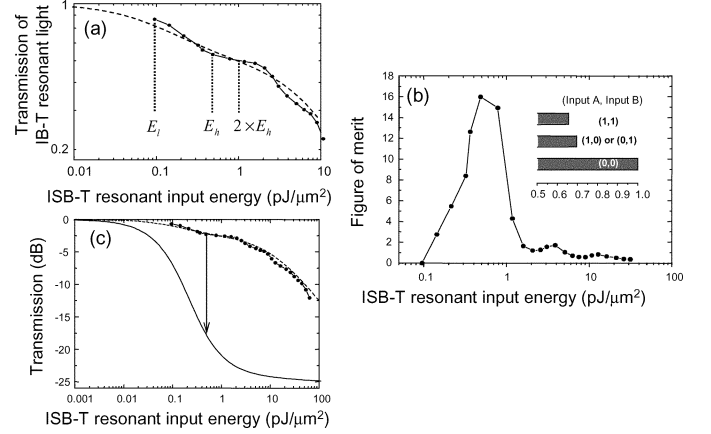 (a)
Transmission of
IB-T resonant light
1
0.2
E_l
E_h
2×E_h
0.01
0.1
1
10
ISB-T resonant input energy (pJ/μm²)
(b)
Figure of merit
18
16
14
12
10
8
6
4
2
0
(Input A, Input B)
(1,1)
(1,0) or (0,1)
(0,0)
0.5 0.6 0.7 0.8 0.9 1.0
0.1
1
10
100
ISB-T resonant input energy (pJ/μm²)
(c)
Transmission (dB)
0
-5
-10
-15
-20
-25
0.001
0.01
0.1
1
10
100
ISB-T resonant input energy (pJ/μm²)